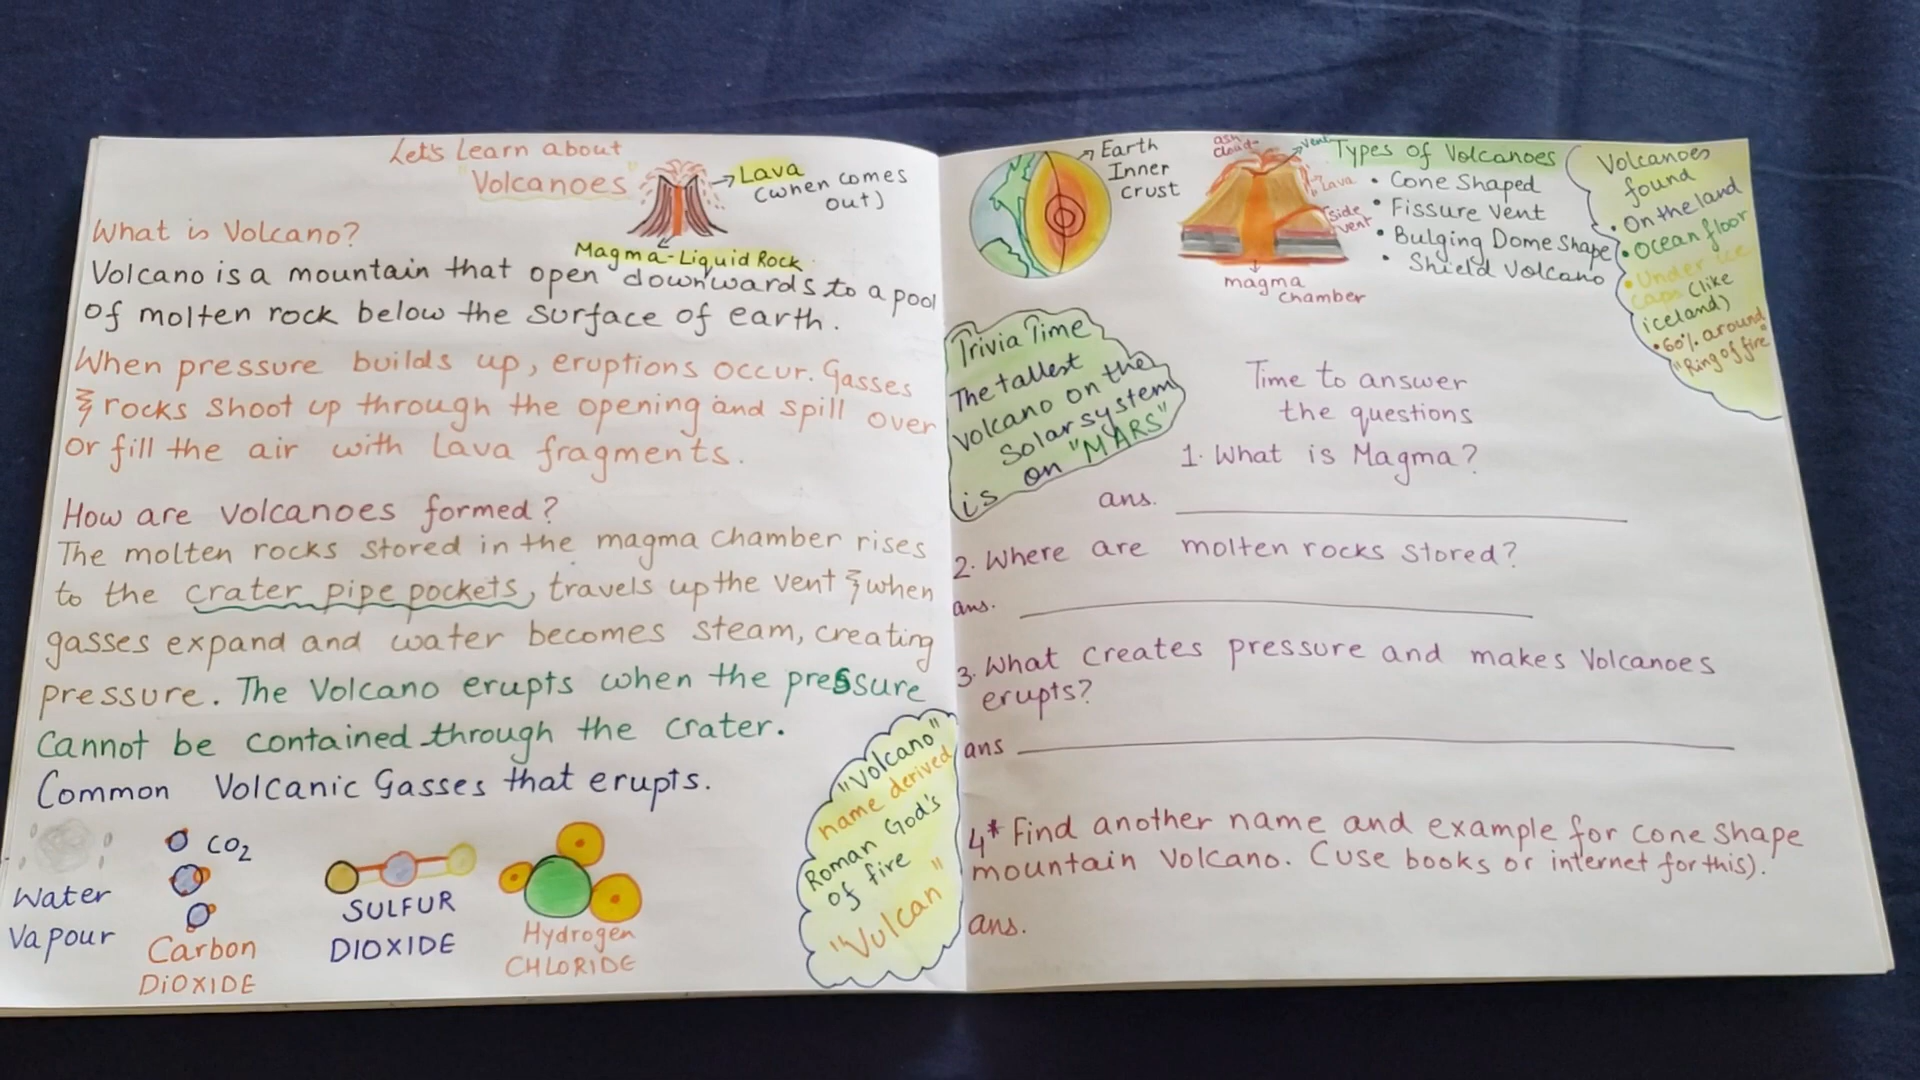 Let's Learn about
"Volcanoes"
Lava
(when comes
out)
Magma-Liquid Rock
What is Volcano?
Volcano is a mountain that open downwards to a pool
of molten rock below the surface of earth.
When pressure builds up, eruptions occur. Gasses
& rocks shoot up through the opening and spill over
or fill the air with Lava fragments.
How are volcanoes formed?
The molten rocks stored in the magma chamber rises
to the crater pipe pockets, travels up the vent & when
gasses expand and water becomes steam, creating
pressure. The Volcano erupts when the pressure
cannot be contained through the crater.
Common Volcanic Gasses that erupts.
Water
Vapour
CO2
Carbon
DIOXIDE
SULFUR
DIOXIDE
Hydrogen
CHLORIDE
"Volcano"
name derived
Roman God's
of fire
"Vulcan"
Earth
Inner
crust
ash
cloud
vent
Lava
side
vent
magma
chamber
Types of Volcanoes
• Cone Shaped
• Fissure Vent
• Bulging Dome Shape
• Shield Volcano
Volcanoes
found
• On the land
• Ocean floor
• Under ice
caps (like
iceland)
• 60% around
"Ring of fire"
Trivia Time
The tallest
volcano on the
Solar system
is on "MARS"
Time to answer
the questions
1. What is Magma?
ans.
2. Where are molten rocks stored?
ans.
3. What creates pressure and makes Volcanoes
erupts?
ans
4* Find another name and example for cone shape
mountain Volcano. (use books or internet for this).
ans.